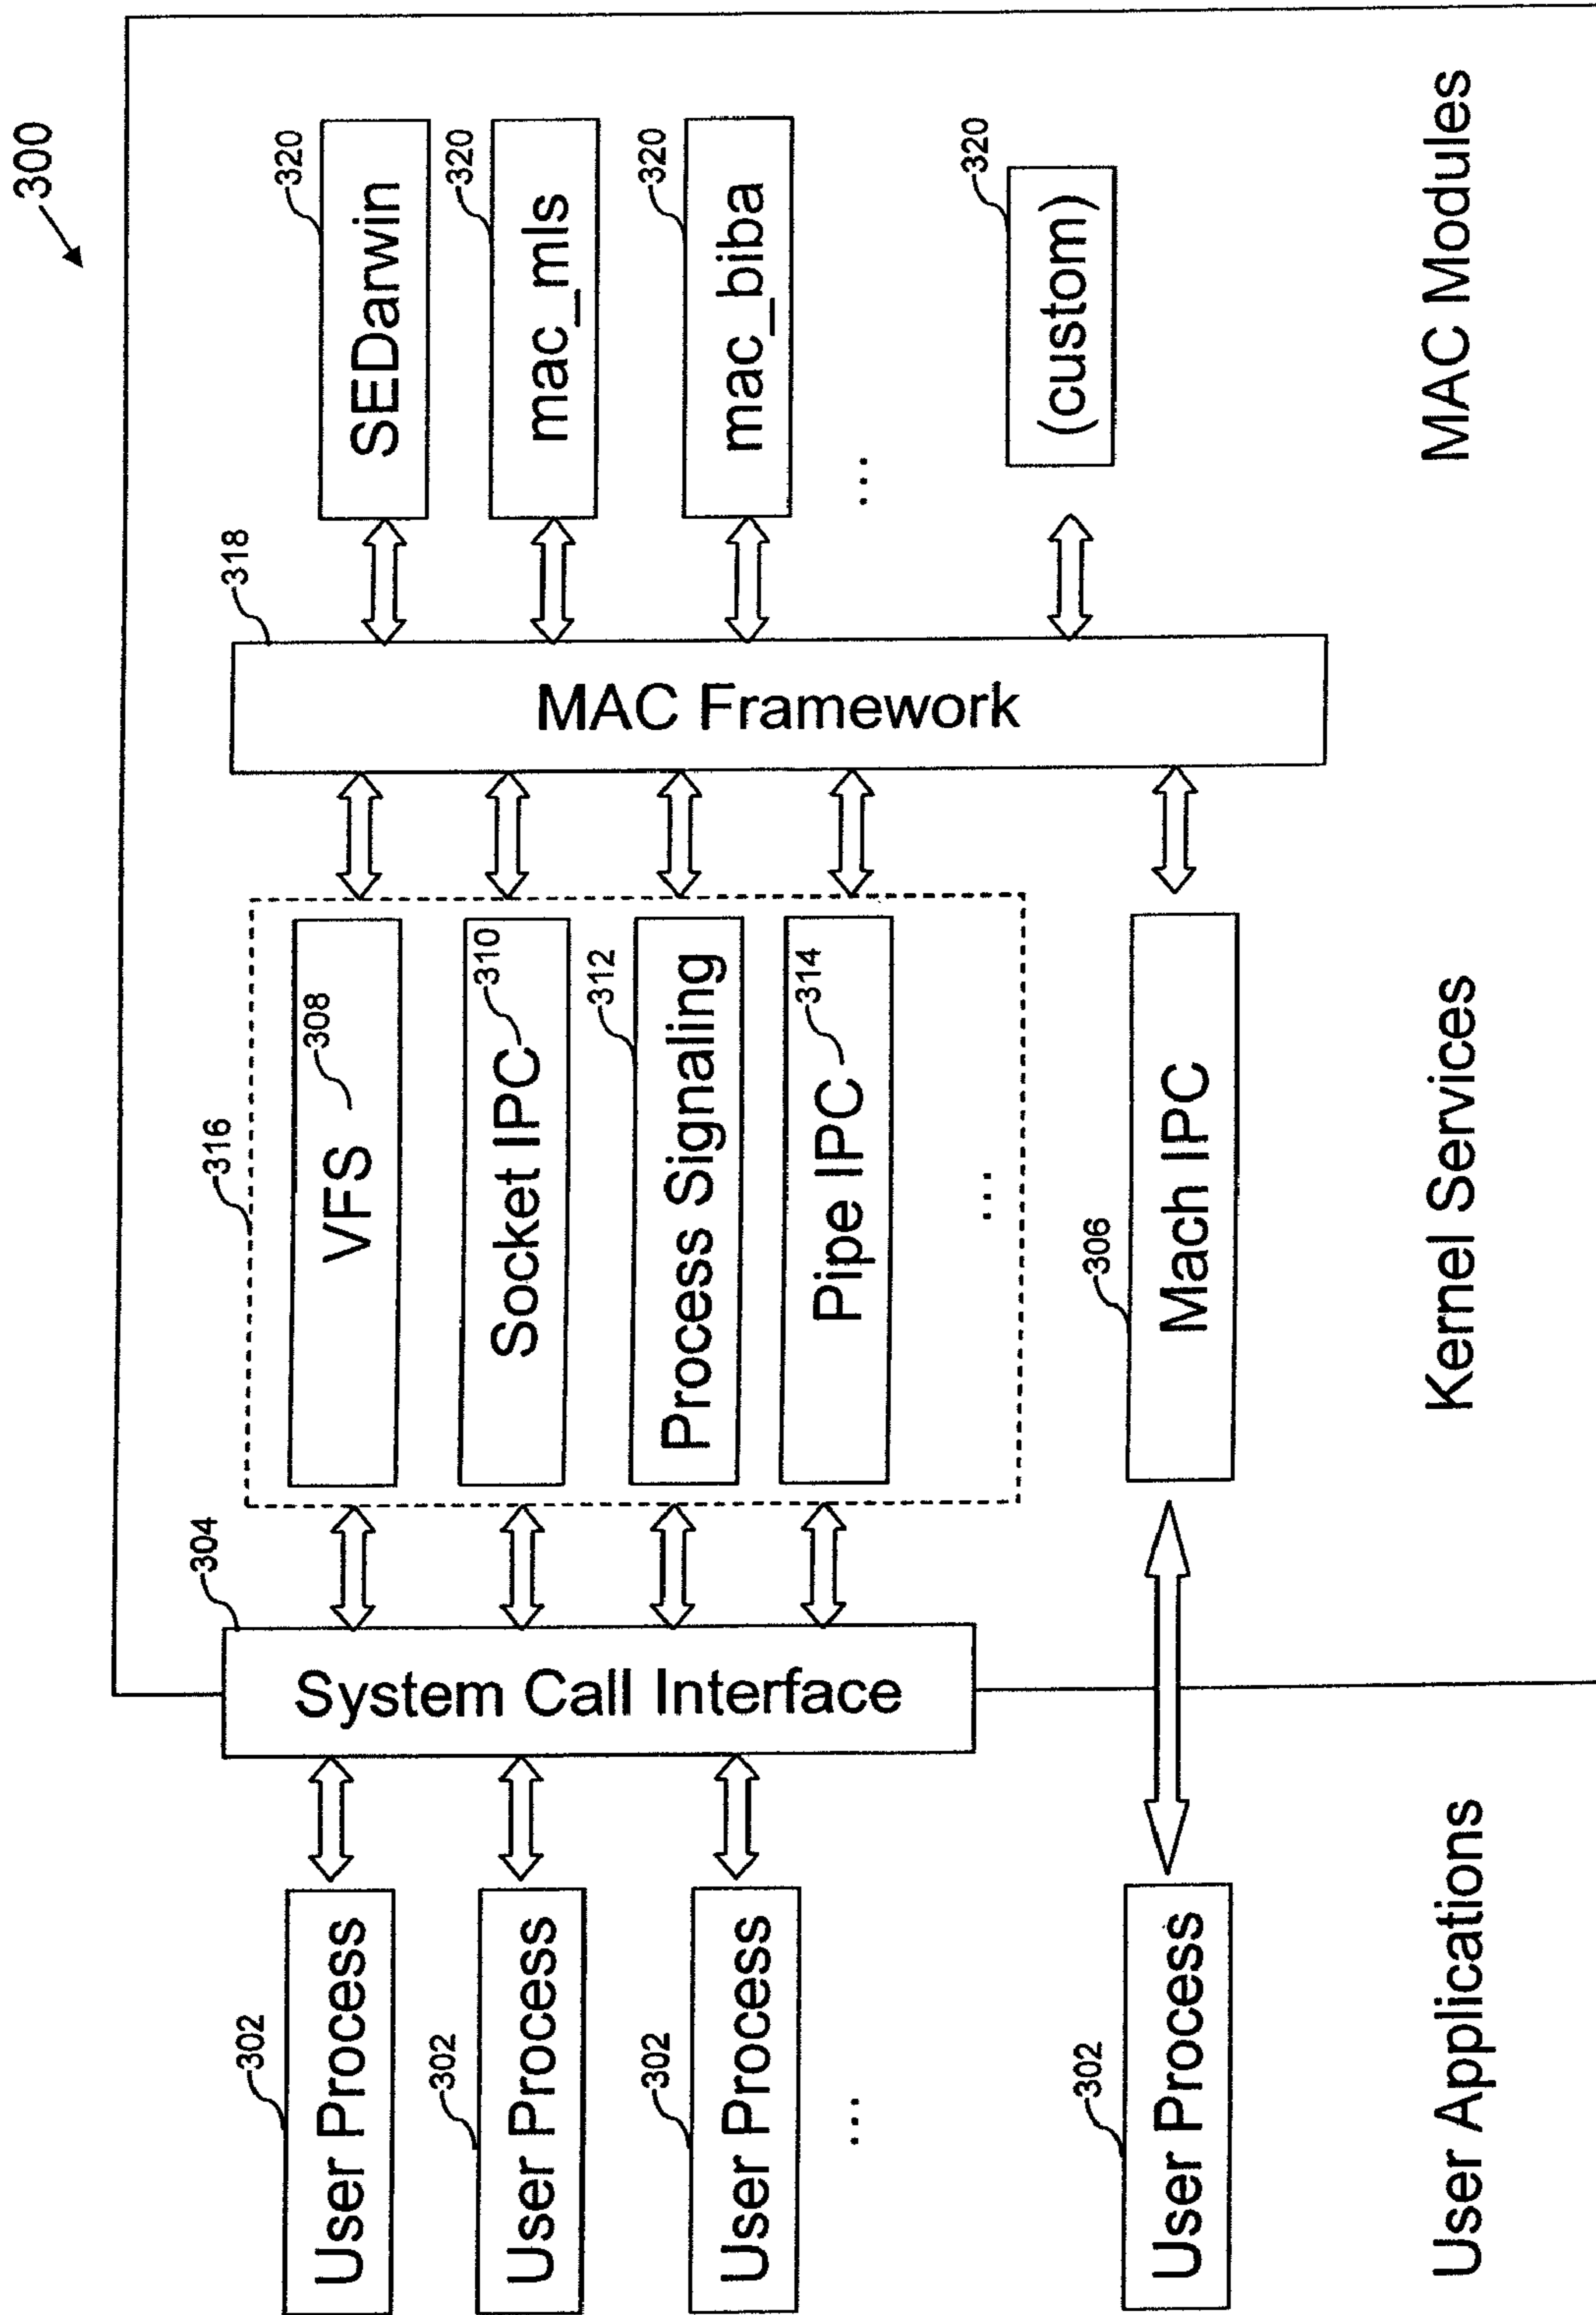 300
User Applications
Kernel Services
MAC Modules
302
User Process
302
User Process
302
User Process
...
302
User Process
304
System Call Interface
316
VFS
308
Socket IPC
310
312
Process Signaling
Pipe IPC
314
...
306
Mach IPC
318
MAC Framework
320
SEDarwin
320
mac_mls
320
mac_biba
...
320
(custom)